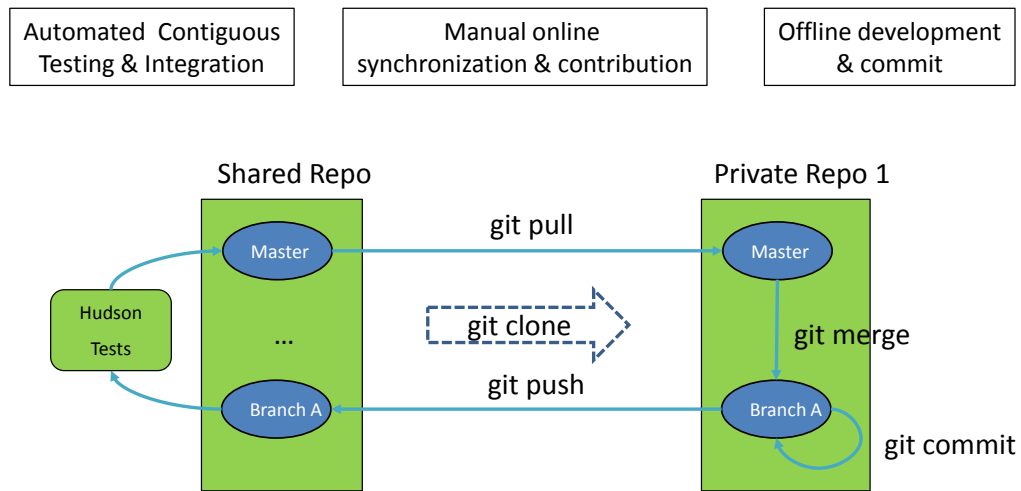 Automated Contiguous
Testing & Integration
Manual online
synchronization & contribution
Offline development
& commit
Shared Repo
Private Repo 1
git pull
Master
Master
Hudson
Tests
...
git clone
git merge
git push
Branch A
Branch A
git commit